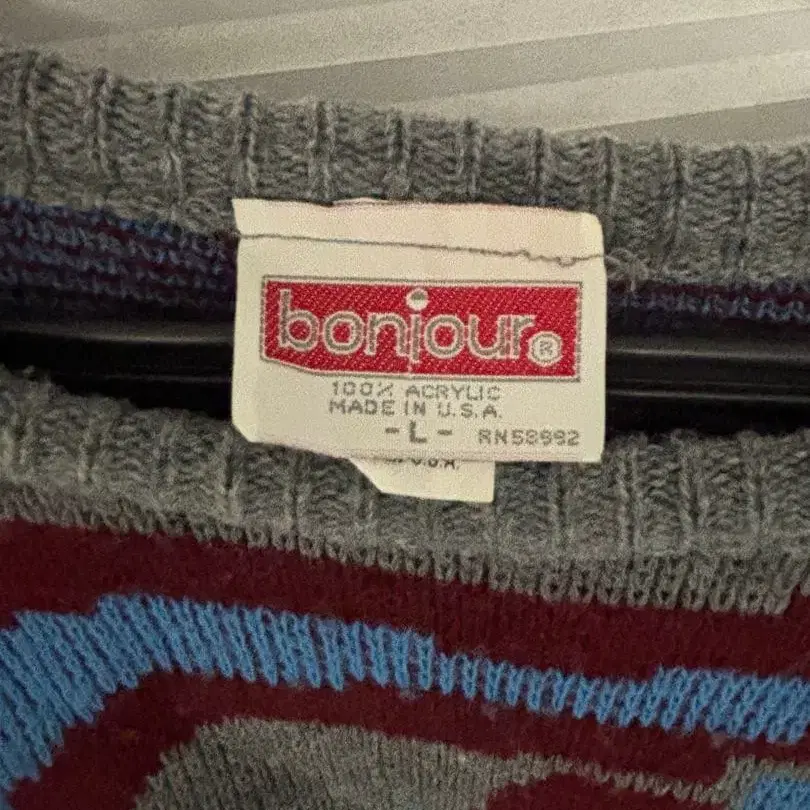 bonjour®
100% ACRYLIC
MADE IN U.S.A.
- L - RN58992
U.S.A.